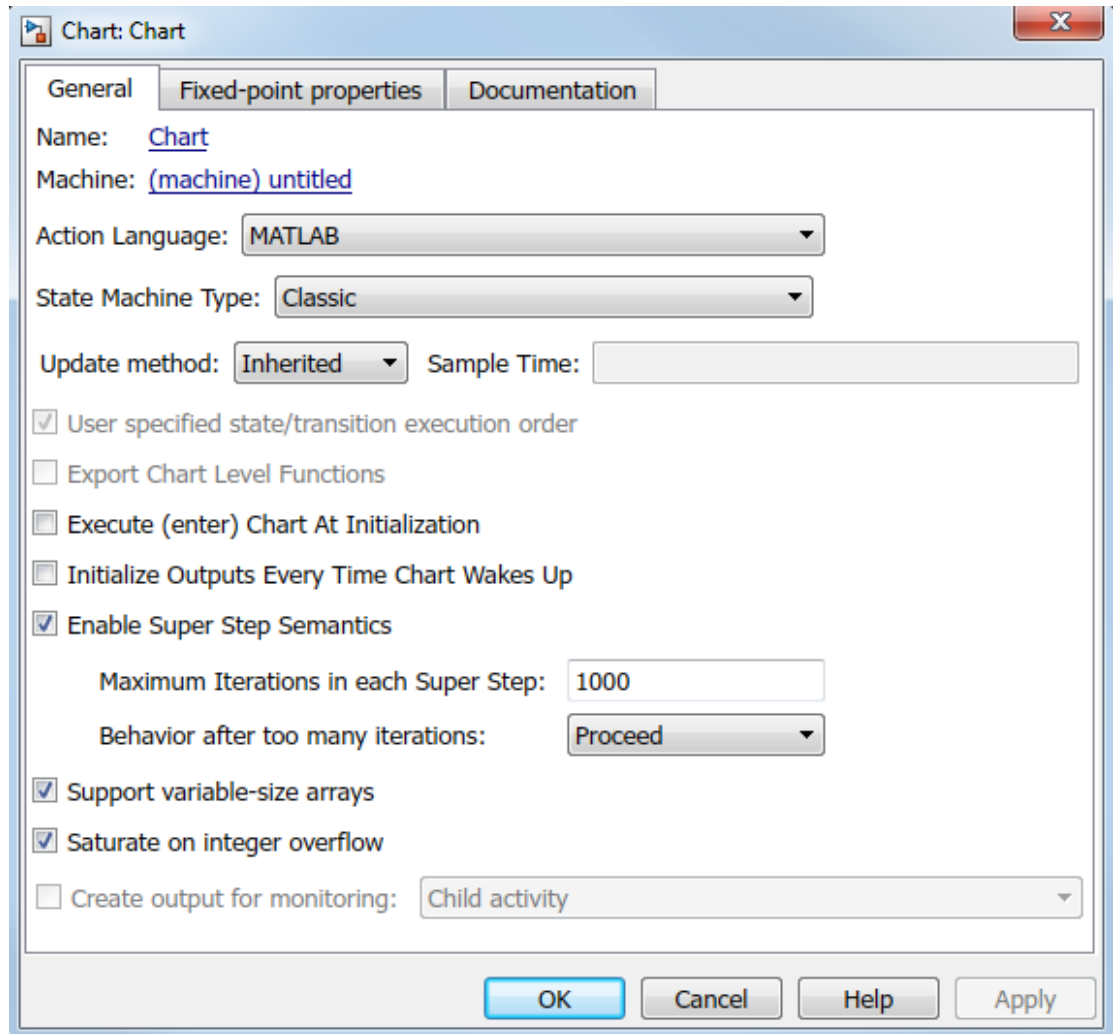 Chart: Chart
General Fixed-point properties Documentation
Name: Chart
Machine: (machine) untitled
Action Language: MATLAB
State Machine Type: Classic
Update method: Inherited Sample Time:
User specified state/transition execution order
Export Chart Level Functions
Execute (enter) Chart At Initialization
Initialize Outputs Every Time Chart Wakes Up
Enable Super Step Semantics
Maximum Iterations in each Super Step: 1000
Behavior after too many iterations: Proceed
Support variable-size arrays
Saturate on integer overflow
Create output for monitoring: Child activity
OK Cancel Help Apply